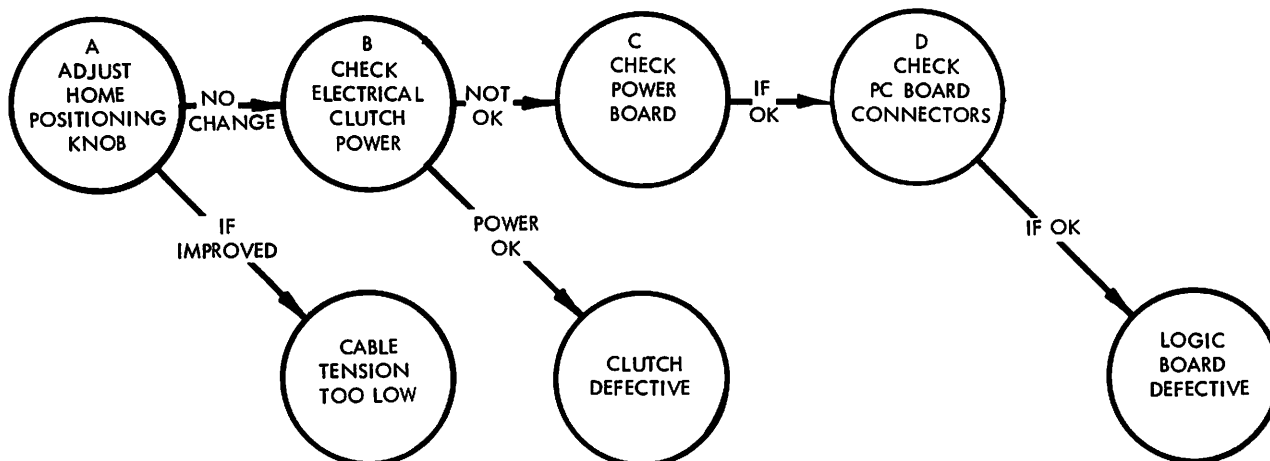 A
ADJUST
HOME
POSITIONING
KNOB
NO
CHANGE
B
CHECK
ELECTRICAL
CLUTCH
POWER
NOT
OK
C
CHECK
POWER
BOARD
IF
OK
D
CHECK
PC BOARD
CONNECTORS
IF
IMPROVED
POWER
OK
IF OK
CABLE
TENSION
TOO LOW
CLUTCH
DEFECTIVE
LOGIC
BOARD
DEFECTIVE